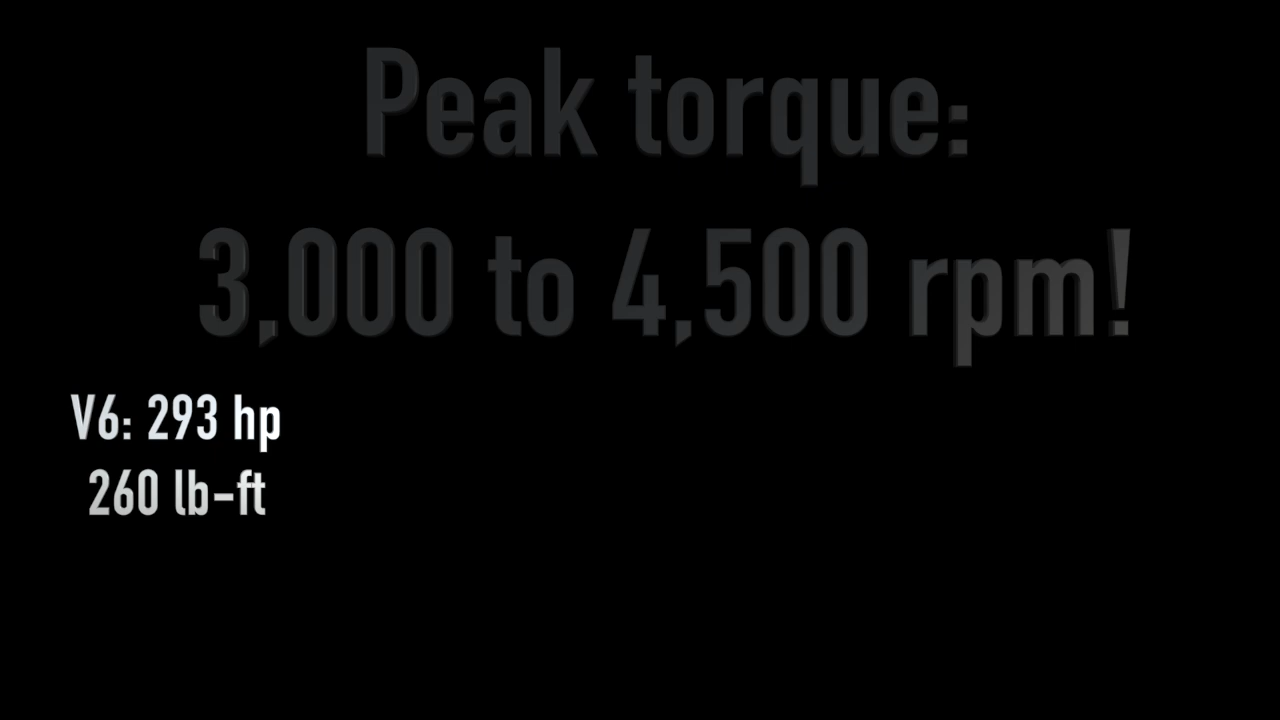 Peak torque:
3,000 to 4,500 rpm!
V6: 293 hp
260 lb-ft